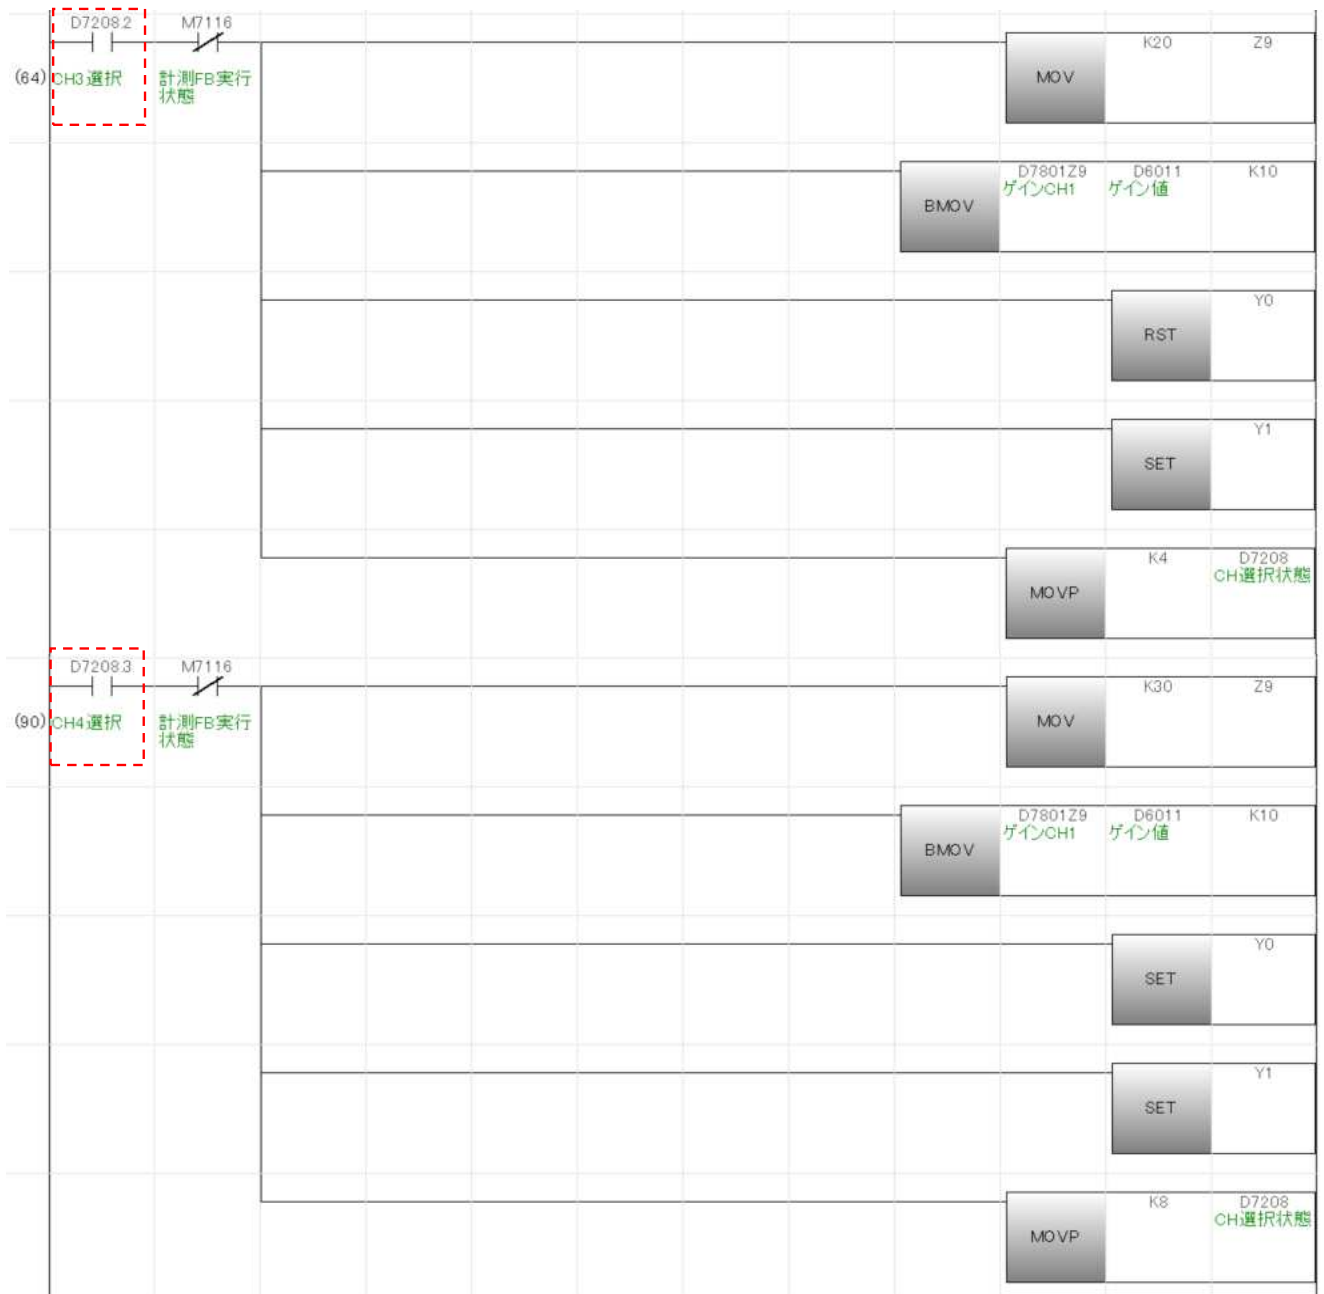 D7208.2 M7116
K20 Z9
(64) CH3選択 計測FB実行
状態
MOV
D7801Z9 D6011 K10
ゲインCH1 ゲイン値
BMOV
Y0
RST
Y1
SET
K4 D7208
CH選択状態
MOVP
D7208.3 M7116
K30 Z9
(90) CH4選択 計測FB実行
状態
MOV
D7801Z9 D6011 K10
ゲインCH1 ゲイン値
BMOV
Y0
SET
Y1
SET
K8 D7208
CH選択状態
MOVP